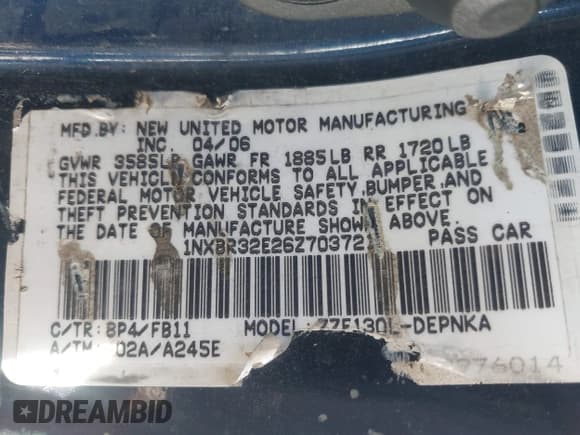 MFD.BY: NEW UNITED MOTOR MANUFACTURING
INC. 04/06
GVWR 3585LB GAWR FR 1885LB RR 1720LB
THIS VEHICLE CONFORMS TO ALL APPLICABLE
FEDERAL MOTOR VEHICLE SAFETY,BUMPER,AND
THEFT PREVENTION STANDARDS IN EFFECT ON
THE DATE OF MANUFACTURE SHOWN ABOVE.
PASS CAR
C/TR: 8P4/FB11 MODEL: ZZE130L-DEPNKA
A/TM: 02A/A245E
776014
DREAMBID